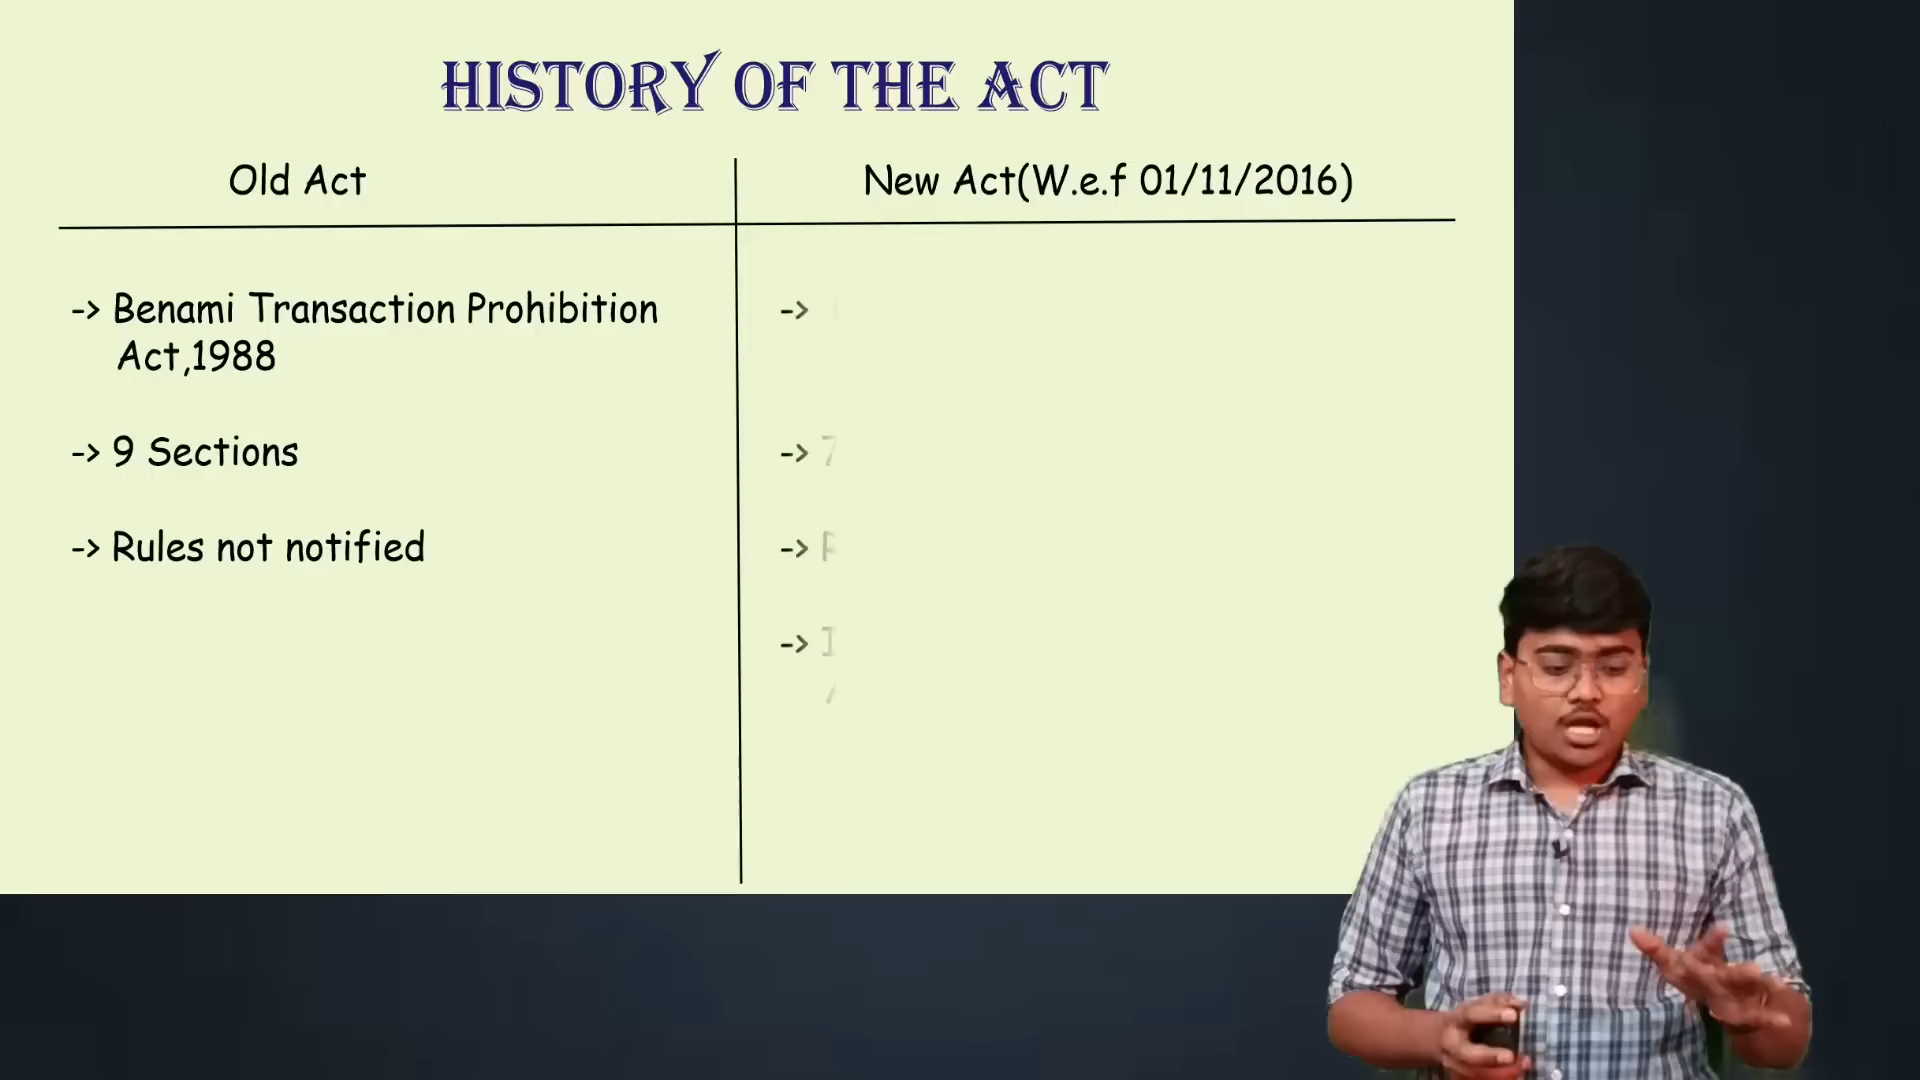 HISTORY OF THE ACT
Old Act
New Act(W.e.f 01/11/2016)
-> Benami Transaction Prohibition
Act,1988
-> 9 Sections
-> Rules not notified
->
-> 7
-> R
-> I